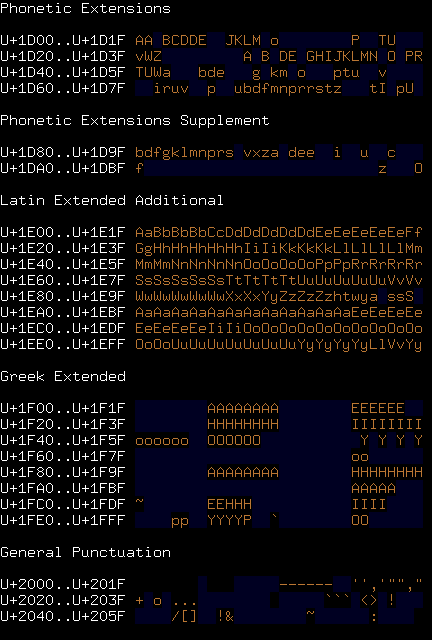 Phonetic Extensions
U+1D00..U+1D1F AA BCDDE  JKLM o        P  TU
U+1D20..U+1D3F vWZ         A B DE GHIJKLMN O PR
U+1D40..U+1D5F TUWa   bde   g km o  ptu  v
U+1D60..U+1D7F   iruv  p  ubdfmnprrstz   tI pU
Phonetic Extensions Supplement
U+1D80..U+1D9F bdfgklmnprs vxza dee  i  u  c
U+1DA0..U+1DBF f                          z   O
Latin Extended Additional
U+1E00..U+1E1F AaBbBbBbCcDdDdDdDdDdEeEeEeEeEeFf
U+1E20..U+1E3F GgHhHhHhHhHhIiIiKkKkKkLlLlLlLlMm
U+1E40..U+1E5F MmMmNnNnNnNnOoOoOoOoPpPpRrRrRrRr
U+1E60..U+1E7F SsSsSsSsSsTtTtTtTtUuUuUuUuUuVvVv
U+1E80..U+1E9F WwWwWwWwWwXxXxYyZzZzZzhtwya ssS
U+1EA0..U+1EBF AaAaAaAaAaAaAaAaAaAaAaAaEeEeEeEe
U+1EC0..U+1EDF EeEeEeEeIiIiOoOoOoOoOoOoOoOoOoOo
U+1EE0..U+1EFF OoOoUuUuUuUuUuUuUuYyYyYyYyLlVvYy
Greek Extended
U+1F00..U+1F1F         AAAAAAAA        EEEEEE
U+1F20..U+1F3F         HHHHHHHH        IIIIIIII
U+1F40..U+1F5F oooooo  OOOOOO           Y Y Y Y
U+1F60..U+1F7F                         oo
U+1F80..U+1F9F         AAAAAAAA        HHHHHHHH
U+1FA0..U+1FBF                         AAAAA
U+1FC0..U+1FDF ~       EEHHH           IIII
U+1FE0..U+1FFF     pp  YYYYP  `        OO
General Punctuation
U+2000..U+201F                 ------  '','"","
U+2020..U+203F + o ...              ``` <> !
U+2040..U+205F     /[]  !&        ~      :